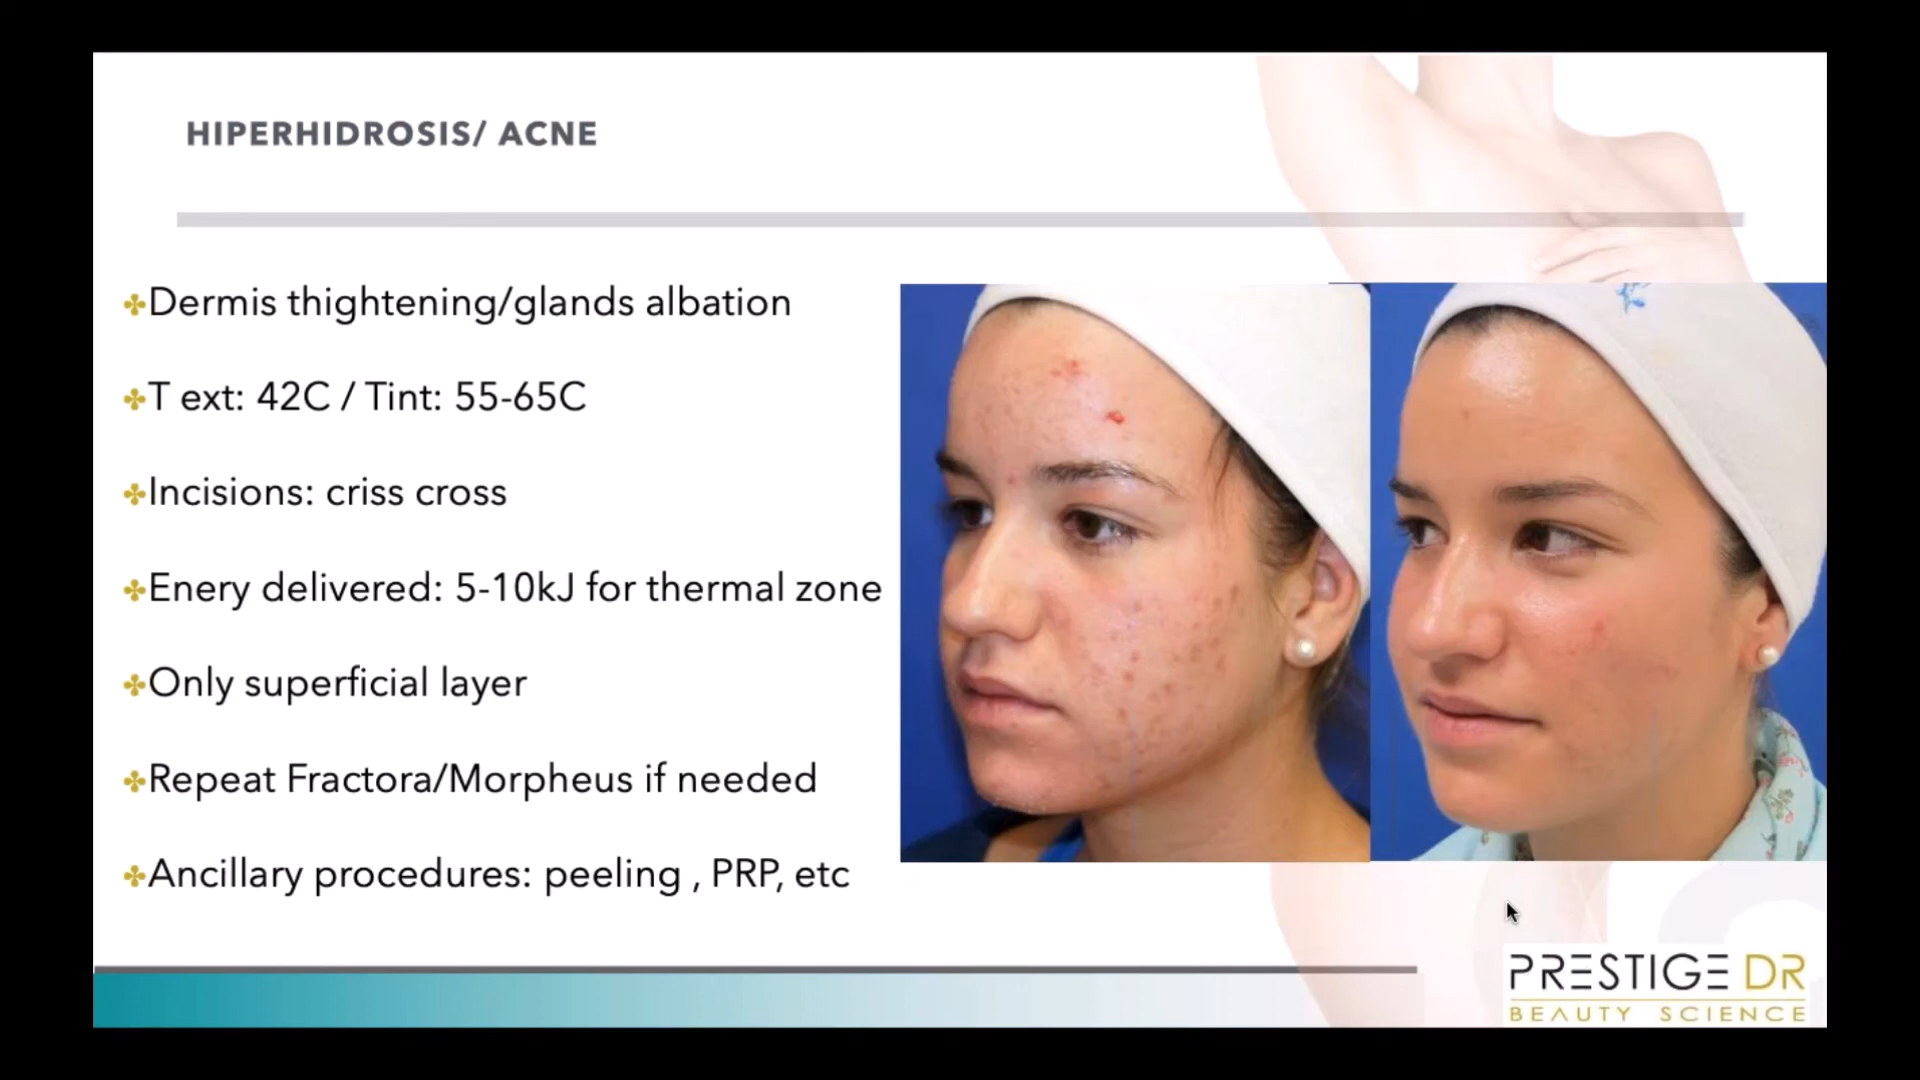 HIPERHIDROSIS/ ACNE
Dermis thightening/glands albation
T ext: 42C / Tint: 55-65C
Incisions: criss cross
Enery delivered: 5-10kJ for thermal zone
Only superficial layer
Repeat Fractora/Morpheus if needed
Ancillary procedures: peeling , PRP, etc
PRESTIGE DR
BEAUTY SCIENCE